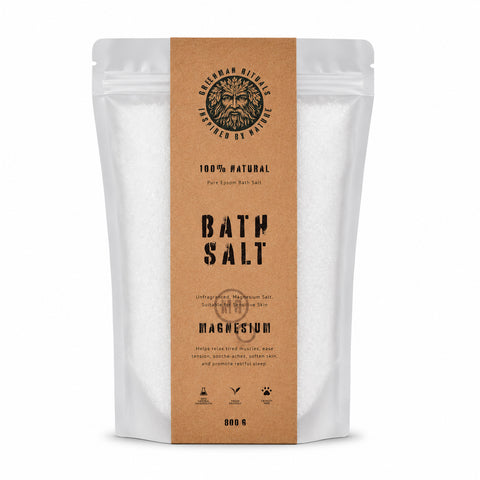 GRIENMAN RITUALS
INSPIRED BY NATURE
100% NATURAL
Pure Epsom Bath Salt
BATH
SALT
Unfragranced, Magnesium Salt.
Suitable for Sensitive Skin
MAGNESIUM
Helps relax tired muscles, ease
tension, soothe aches, soften skin,
and promote restful sleep.
800 G